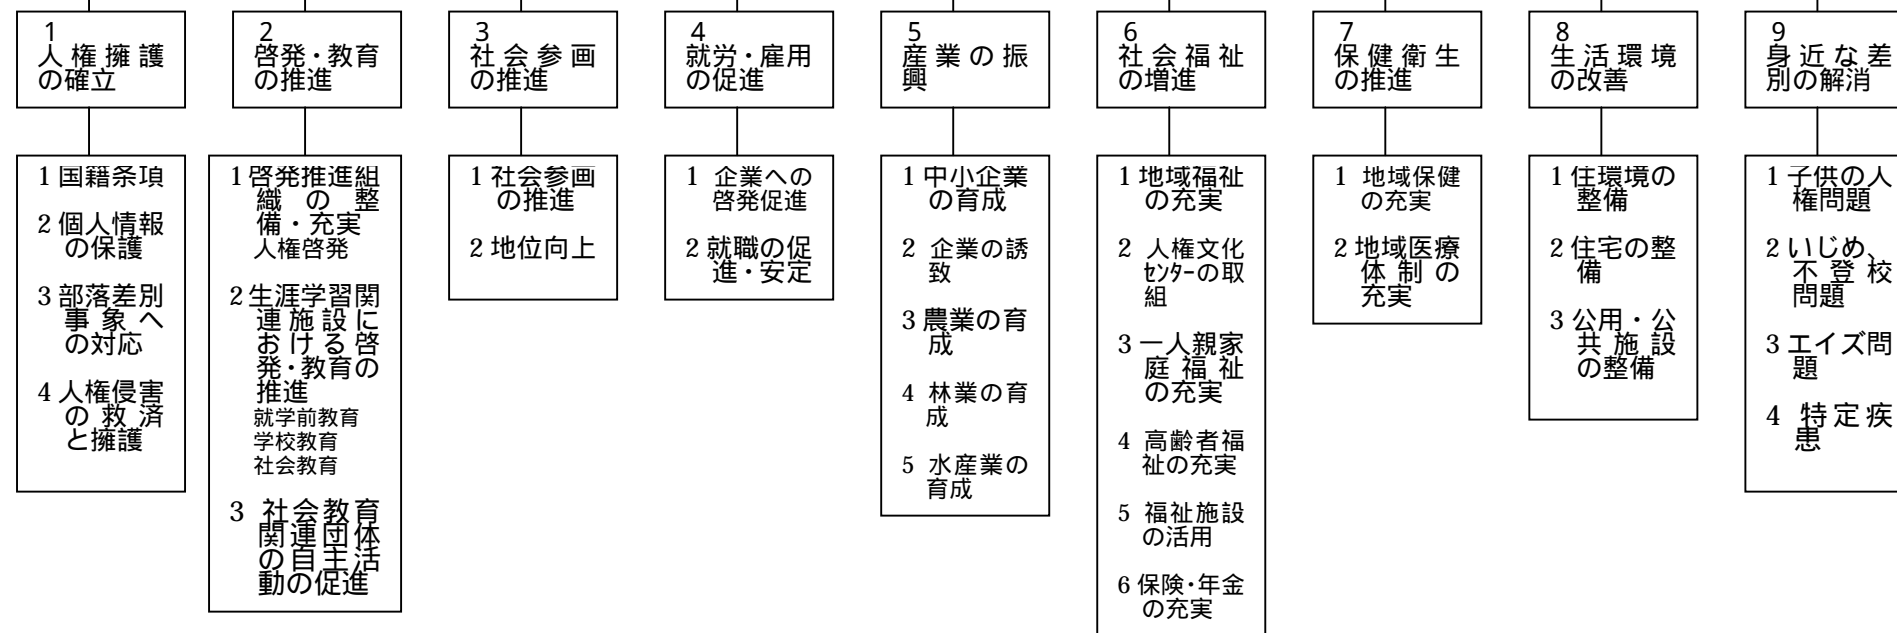 1
人権擁護
の確立
2
啓発・教育
の推進
3
社会参画
の推進
4
就労・雇用
の促進
5
産業の振
興
6
社会福祉
の増進
7
保健衛生
の推進
8
生活環境
の改善
9
身近な差
別の解消
1 国籍条項
2 個人情報
の保護
3 部落差別
事象へ
の対応
4 人権侵害
の救済
と擁護
1 啓発推進組
織の整
備・充実
人権啓発
2 生涯学習関
連施設に
おける啓
発・教育の
推進
就学前教育
学校教育
社会教育
3 社会教育
関連団体
の自主活
動の促進
1 社会参画
の推進
2 地位向上
1 企業への
啓発促進
2 就職の促
進・安定
1 中小企業
の育成
2 企業の誘
致
3 農業の育
成
4 林業の育
成
5 水産業の
育成
1 地域福祉
の充実
2 人権文化
センターの取
組
3 一人親家
庭福祉
の充実
4 高齢者福
祉の充実
5 福祉施設
の活用
6 保険・年金
の充実
1 地域保健
の充実
2 地域医療
体制の
充実
1 住環境の
整備
2 住宅の整
備
3 公用・公
共施設
の整備
1 子供の人
権問題
2 いじめ、
不登校
問題
3 エイズ問
題
4 特定疾
患